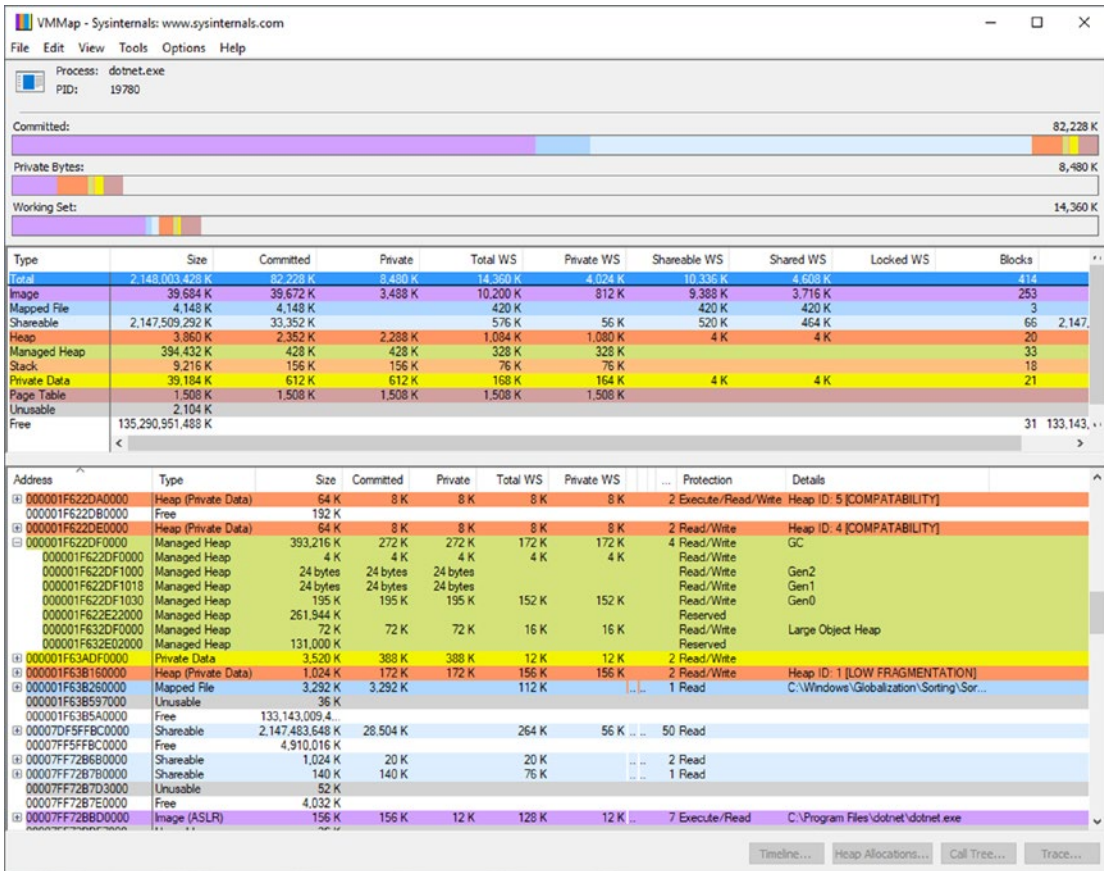 VMMap - Sysinternals: www.sysinternals.com
File Edit View Tools Options Help
Process: dotnet.exe
PID: 19780
Committed: 82,228 K
Private Bytes: 8,480 K
Working Set: 14,360 K
Type Size Committed Private Total WS Private WS Shareable WS Shared WS Locked WS Blocks
Total 2,148,003,428 K 82,228 K 8,480 K 14,360 K 4,024 K 10,336 K 4,608 K 414
Image 39,684 K 39,672 K 3,488 K 10,200 K 812 K 9,388 K 3,716 K 253
Mapped File 4,148 K 4,148 K 420 K 420 K 420 K 3
Shareable 2,147,509,292 K 33,352 K 576 K 56 K 520 K 464 K 66 2,147,
Heap 3,860 K 2,352 K 2,288 K 1,084 K 1,080 K 4 K 4 K 20
Managed Heap 394,432 K 428 K 428 K 328 K 328 K 33
Stack 9,216 K 156 K 156 K 76 K 76 K 18
Private Data 39,184 K 612 K 612 K 168 K 164 K 4 K 4 K 21
Page Table 1,508 K 1,508 K 1,508 K 1,508 K 1,508 K
Unusable 2,104 K
Free 135,290,951,488 K 31 133,143,
Address Type Size Committed Private Total WS Private WS ... Protection Details
000001F622DA0000 Heap (Private Data) 64 K 8 K 8 K 8 K 8 K 2 Execute/Read/Write Heap ID: 5 [COMPATABILITY]
000001F622DB0000 Free 192 K
000001F622DE0000 Heap (Private Data) 64 K 8 K 8 K 8 K 8 K 2 Read/Write Heap ID: 4 [COMPATABILITY]
000001F622DF0000 Managed Heap 393,216 K 272 K 272 K 172 K 172 K 4 Read/Write GC
000001F622DF0000 Managed Heap 4 K 4 K 4 K 4 K 4 K Read/Write
000001F622DF1000 Managed Heap 24 bytes 24 bytes 24 bytes Read/Write Gen2
000001F622DF1018 Managed Heap 24 bytes 24 bytes 24 bytes Read/Write Gen1
000001F622DF1030 Managed Heap 195 K 195 K 195 K 152 K 152 K Read/Write Gen0
000001F622E22000 Managed Heap 261,944 K Reserved
000001F632DF0000 Managed Heap 72 K 72 K 72 K 16 K 16 K Read/Write Large Object Heap
000001F632E02000 Managed Heap 131,000 K Reserved
000001F63ADF0000 Private Data 3,520 K 388 K 388 K 12 K 12 K 2 Read/Write
000001F63B160000 Heap (Private Data) 1,024 K 172 K 172 K 156 K 156 K 2 Read/Write Heap ID: 1 [LOW FRAGMENTATION]
000001F63B260000 Mapped File 3,292 K 3,292 K 112 K .. .. 1 Read C:\Windows\Globalization\Sorting\Sor...
000001F63B597000 Unusable 36 K
000001F63B5A0000 Free 133,143,009,4...
00007DF5FFBC0000 Shareable 2,147,483,648 K 28,504 K 264 K 56 K .. .. 50 Read
00007FF5FFBC0000 Free 4,910,016 K
00007FF72B6B0000 Shareable 1,024 K 20 K 20 K .. .. 2 Read
00007FF72B7B0000 Shareable 140 K 140 K 76 K .. .. 1 Read
00007FF72B7D3000 Unusable 52 K
00007FF72B7E0000 Free 4,032 K
00007FF72BBD0000 Image (ASLR) 156 K 156 K 12 K 128 K 12 K .. 7 Execute/Read C:\Program Files\dotnet\dotnet.exe
Timeline... Heap Allocations... Call Tree... Trace...